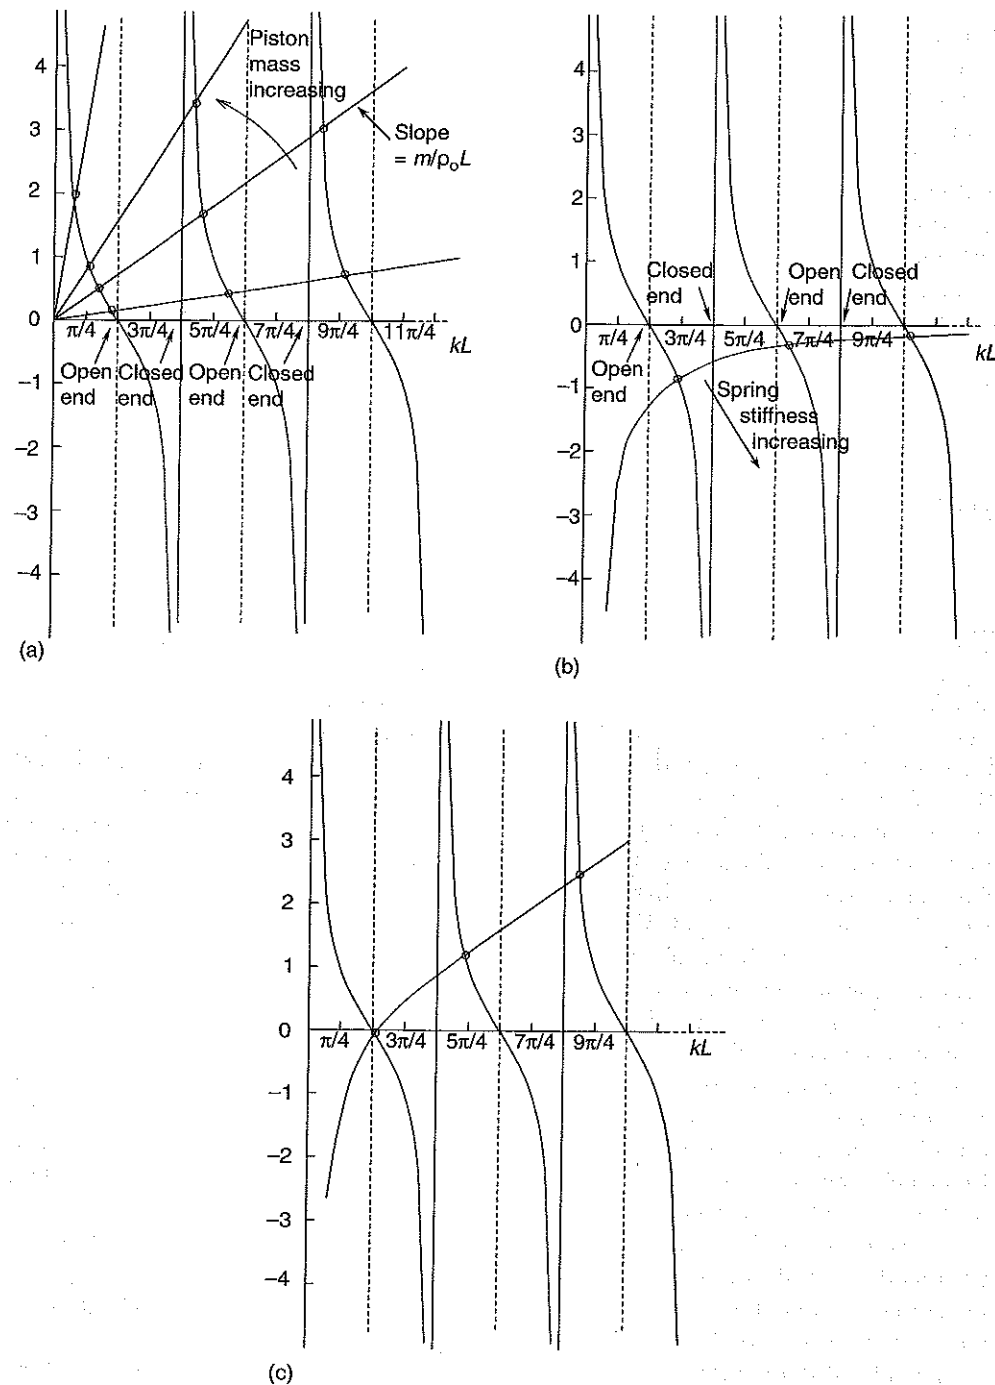 4
3
2
1
0
−1
−2
−3
−4
Piston
mass
increasing
Slope
= m/ρₒL
π/4
3π/4
5π/4
7π/4
9π/4
11π/4
kL
Open
end
Closed
end
Open
end
Closed
end
(a)
4
3
2
1
0
−1
−2
−3
−4
Closed
end
Open
end
Closed
end
π/4
3π/4
5π/4
7π/4
9π/4
kL
Open
end
Spring
stiffness
increasing
(b)
4
3
2
1
0
−1
−2
−3
−4
π/4
3π/4
5π/4
7π/4
9π/4
kL
(c)